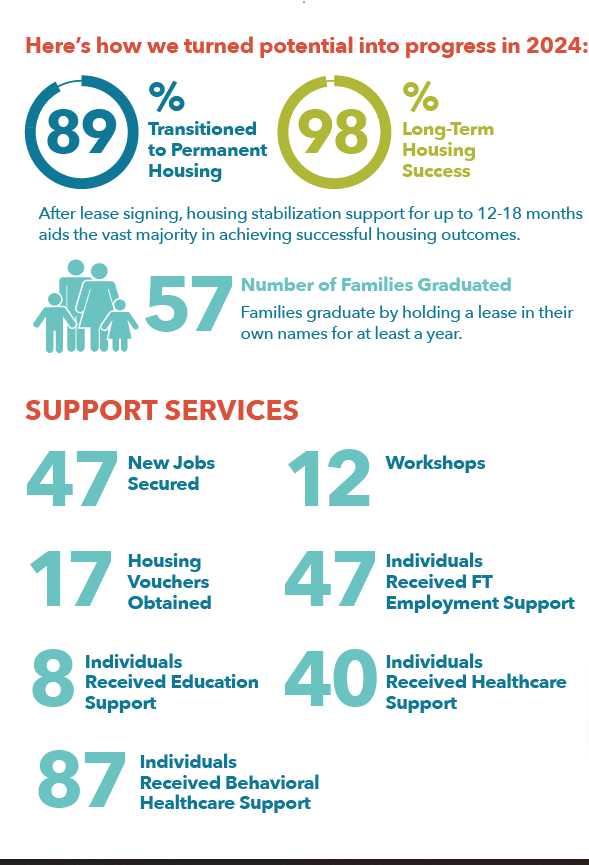 Here's how we turned potential into progress in 2024:
89
%
Transitioned
to Permanent
Housing
98
%
Long-Term
Housing
Success
After lease signing, housing stabilization support for up to 12-18 months
aids the vast majority in achieving successful housing outcomes.
57
Number of Families Graduated
Families graduate by holding a lease in their
own names for at least a year.
SUPPORT SERVICES
47
New Jobs
Secured
12
Workshops
17
Housing
Vouchers
Obtained
47
Individuals
Received FT
Employment Support
8
Individuals
Received Education
Support
40
Individuals
Received Healthcare
Support
87
Individuals
Received Behavioral
Healthcare Support